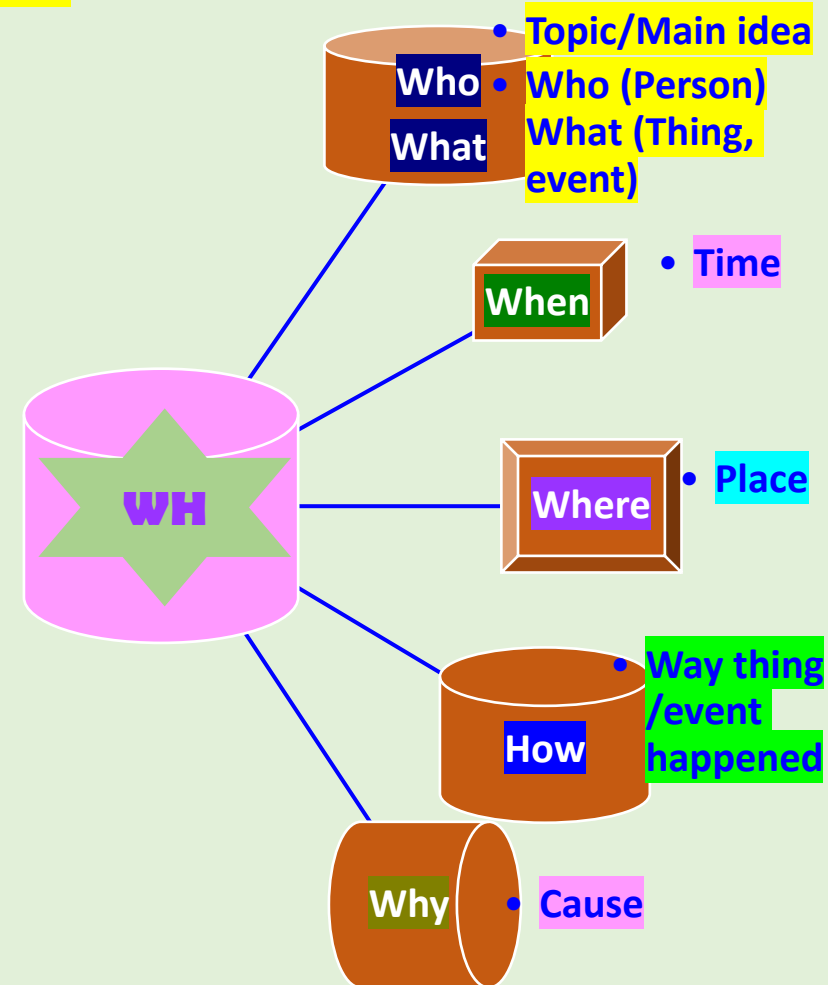 Who
What
• Topic/Main idea
• Who (Person)
What (Thing,
event)
When
• Time
WH
Where
• Place
How
• Way thing
/event
happened
Why
• Cause